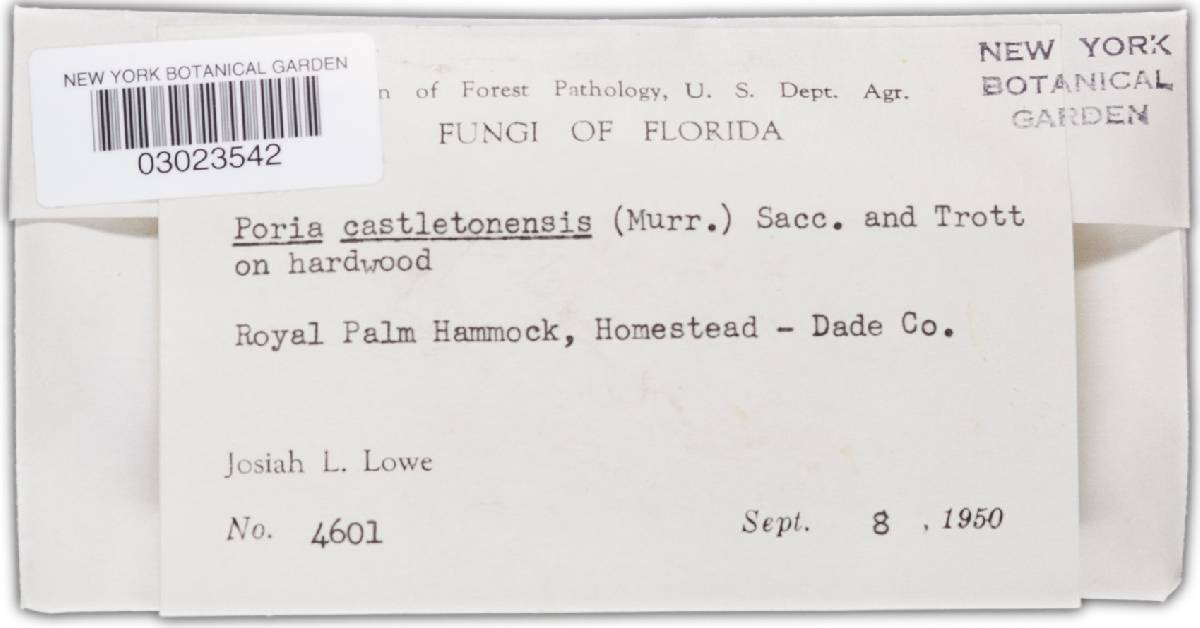 NEW YORK BOTANICAL GARDEN
03023542
NEW YORK
BOTANICAL
GARDEN
of Forest Pathology, U. S. Dept. Agr.
FUNGI OF FLORIDA
Poria castletonensis (Murr.) Sacc. and Trott
on hardwood
Royal Palm Hammock, Homestead - Dade Co.
Josiah L. Lowe
No. 4601
Sept. 8, 1950